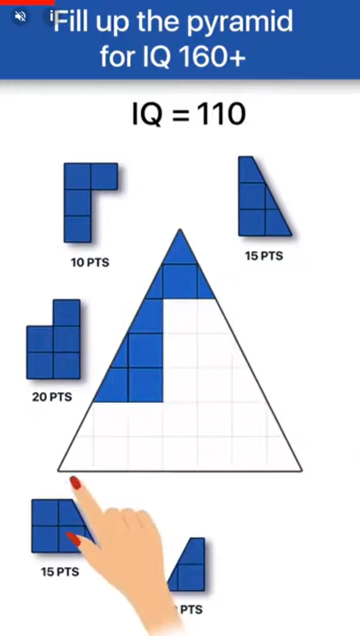 Fill up the pyramid
for IQ 160+
IQ = 110
10 PTS
15 PTS
20 PTS
15 PTS
PTS